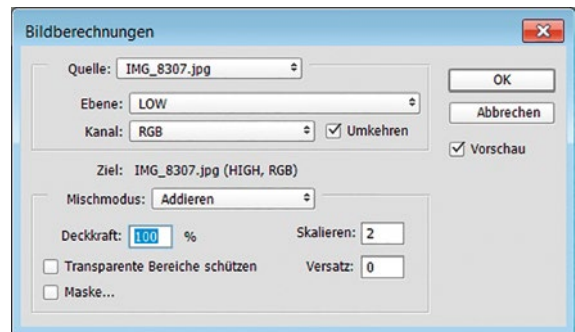 Bildberechnungen
Quelle: IMG_8307.jpg
Ebene: LOW
Kanal: RGB Umkehren
Ziel: IMG_8307.jpg (HIGH, RGB)
Mischmodus: Addieren
Deckkraft: 100 % Skalieren: 2
Transparente Bereiche schützen Versatz: 0
Maske...
OK
Abbrechen
Vorschau